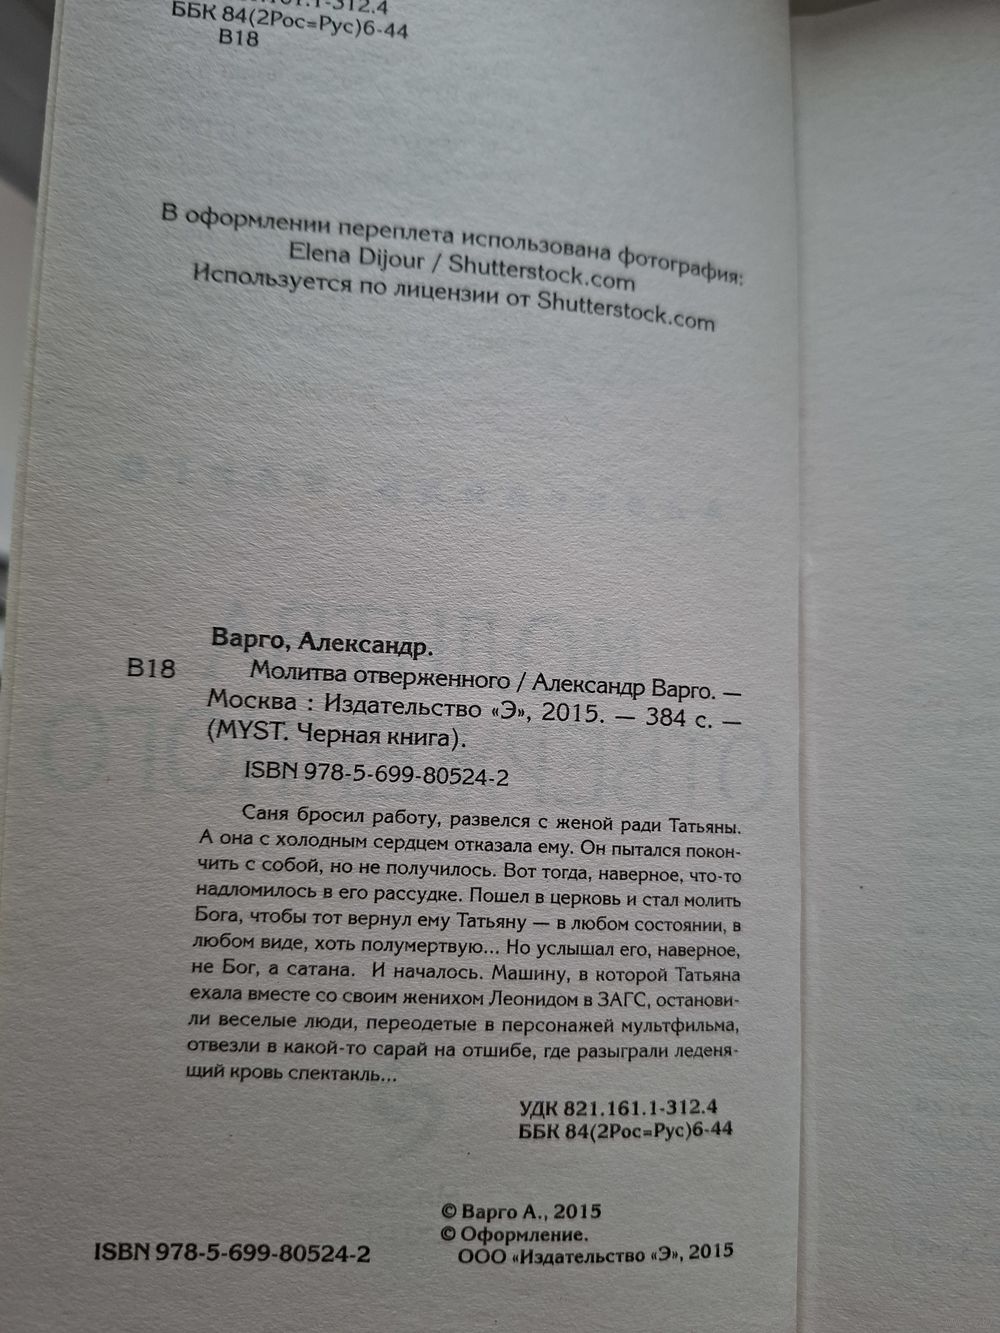 1-312.4
ББК 84(2Рос=Рус)6-44
В18
В оформлении переплета использована фотография:
Elena Dijour / Shutterstock.com
Используется по лицензии от Shutterstock.com
Варго, Александр.
В18 Молитва отверженного / Александр Варго. —
Москва : Издательство «Э», 2015. — 384 с. —
(MYST. Черная книга).
ISBN 978-5-699-80524-2
Саня бросил работу, развелся с женой ради Татьяны.
А она с холодным сердцем отказала ему. Он пытался покон-
чить с собой, но не получилось. Вот тогда, наверное, что-то
надломилось в его рассудке. Пошел в церковь и стал молить
Бога, чтобы тот вернул ему Татьяну — в любом состоянии, в
любом виде, хоть полумертвую... Но услышал его, наверное,
не Бог, а сатана. И началось. Машину, в которой Татьяна
ехала вместе со своим женихом Леонидом в ЗАГС, останови-
ли веселые люди, переодетые в персонажей мультфильма,
отвезли в какой-то сарай на отшибе, где разыграли леденя-
щий кровь спектакль...
УДК 821.161.1-312.4
ББК 84(2Рос=Рус)6-44
© Варго А., 2015
© Оформление.
ISBN 978-5-699-80524-2 ООО «Издательство «Э», 2015